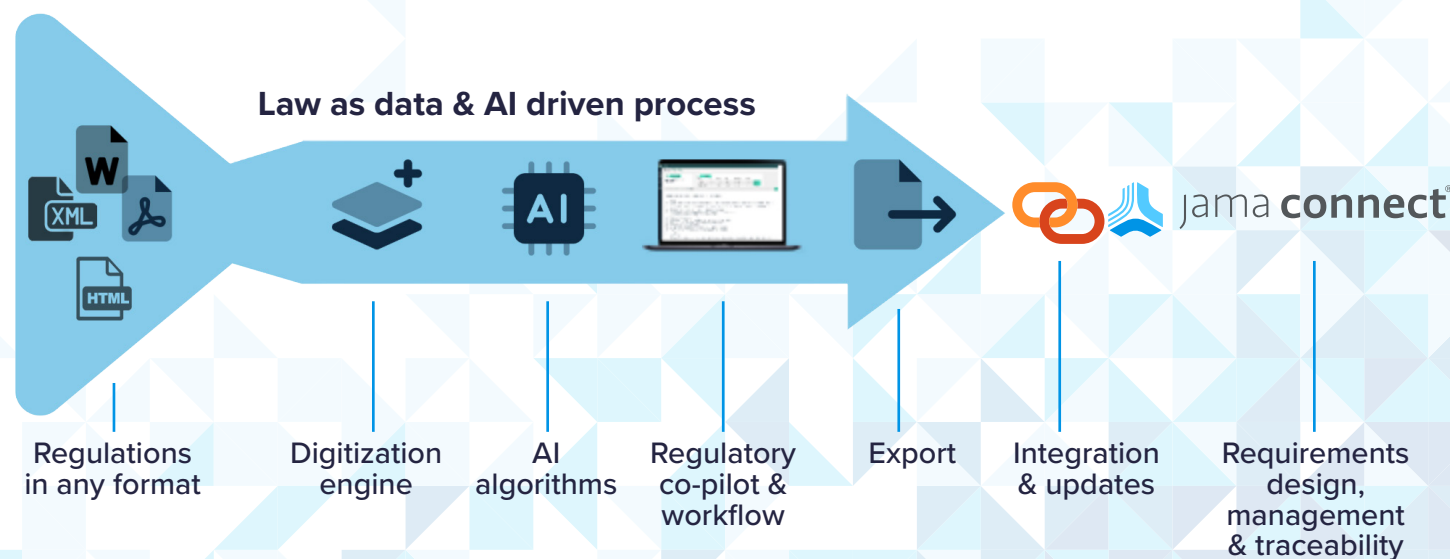 Law as data & AI driven process
W
XML
HTML
AI
jama connect®
Regulations
in any format
Digitization
engine
AI
algorithms
Regulatory
co-pilot &
workflow
Export
Integration
& updates
Requirements
design,
management
& traceability